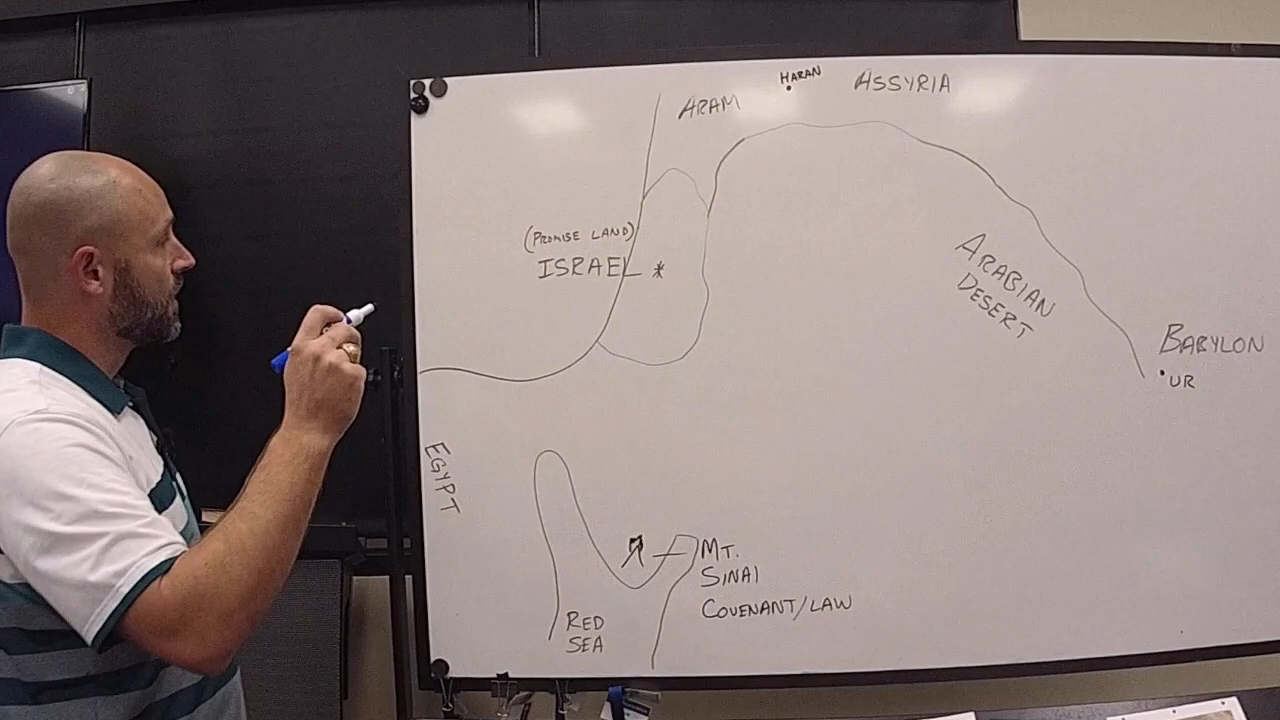 HARAN
ASSYRIA
ARAM
(PROMISE LAND)
ISRAEL *
ARABIAN
DESERT
BABYLON
UR
EGYPT
MT.
SINAI
COVENANT/LAW
RED
SEA